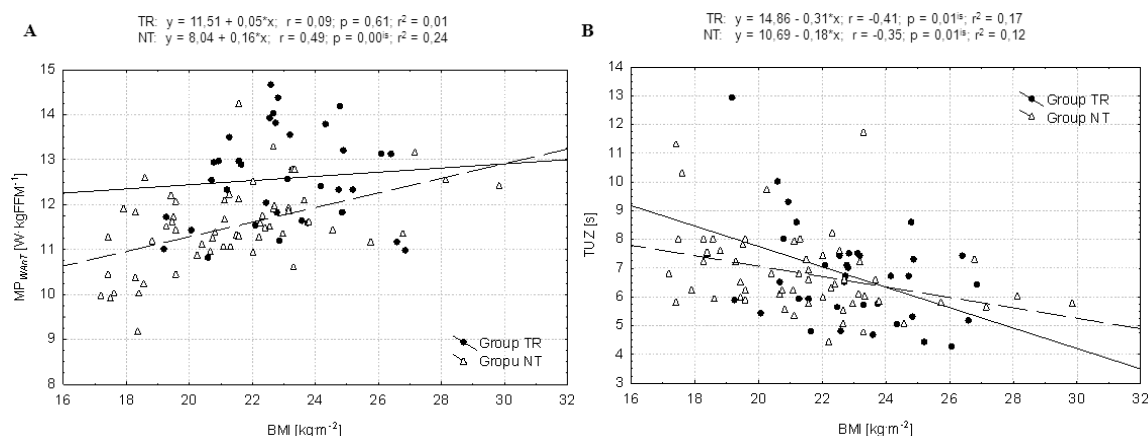 TR: y = 11,51 + 0,05*x; r = 0,09; p = 0,61; r² = 0,01
NT: y = 8,04 + 0,16*x; r = 0,49; p = 0,00ˡˢ; r² = 0,24
A
15
14
13
12
11
10
9
8
MP WAnT [W·kgFFM⁻¹]
Group TR
Gropu NT
16 18 20 22 24 26 28 30 32
BMI [kg·m⁻²]
TR: y = 14,86 - 0,31*x; r = -0,41; p = 0,01ˡˢ; r² = 0,17
NT: y = 10,69 - 0,18*x; r = -0,35; p = 0,01ˡˢ; r² = 0,12
B
14
13
12
11
10
9
8
7
6
5
4
3
TUZ [s]
Group TR
Group NT
16 18 20 22 24 26 28 30 32
BMI [kg·m⁻²]